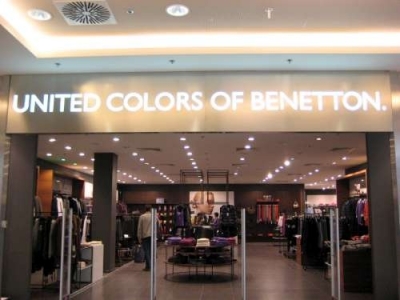 UNITED COLORS OF BENETTON.